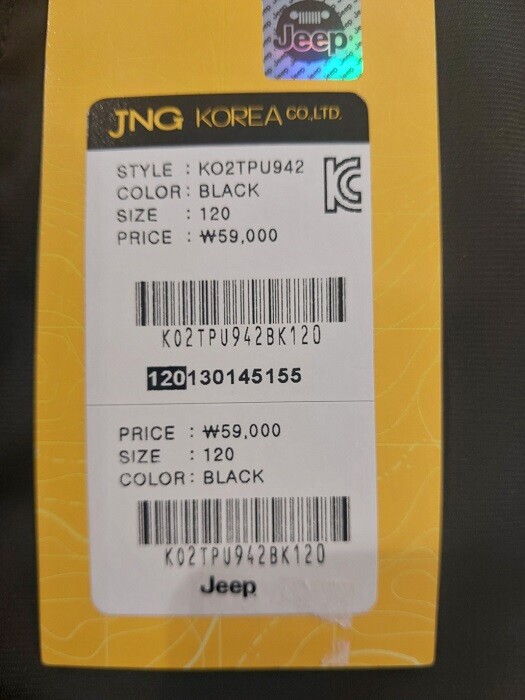 Jeep
JNG KOREA CO.,LTD.
STYLE : KO2TPU942
COLOR : BLACK
SIZE : 120
PRICE : ₩59,000
KO2TPU942BK120
120130145155
PRICE : ₩59,000
SIZE : 120
COLOR : BLACK
KO2TPU942BK120
Jeep